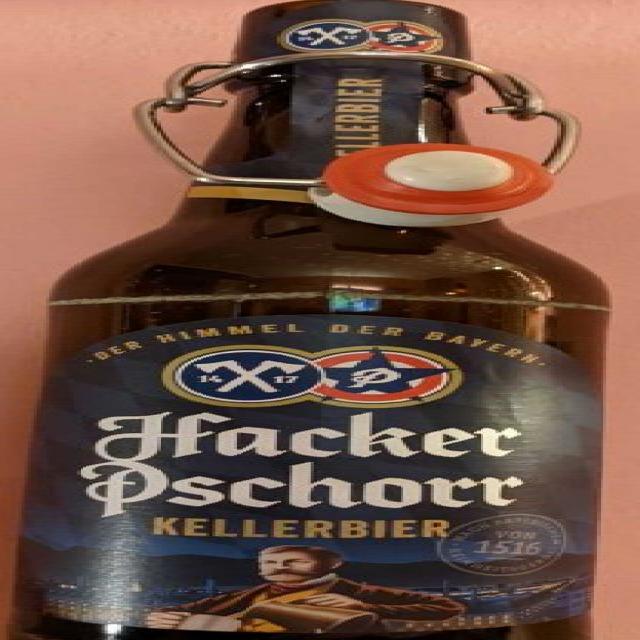 KELLERBIER
·DER HIMMEL DER BAYERN·
14 17 P
Hacker
Pschorr
KELLERBIER
VON
1516